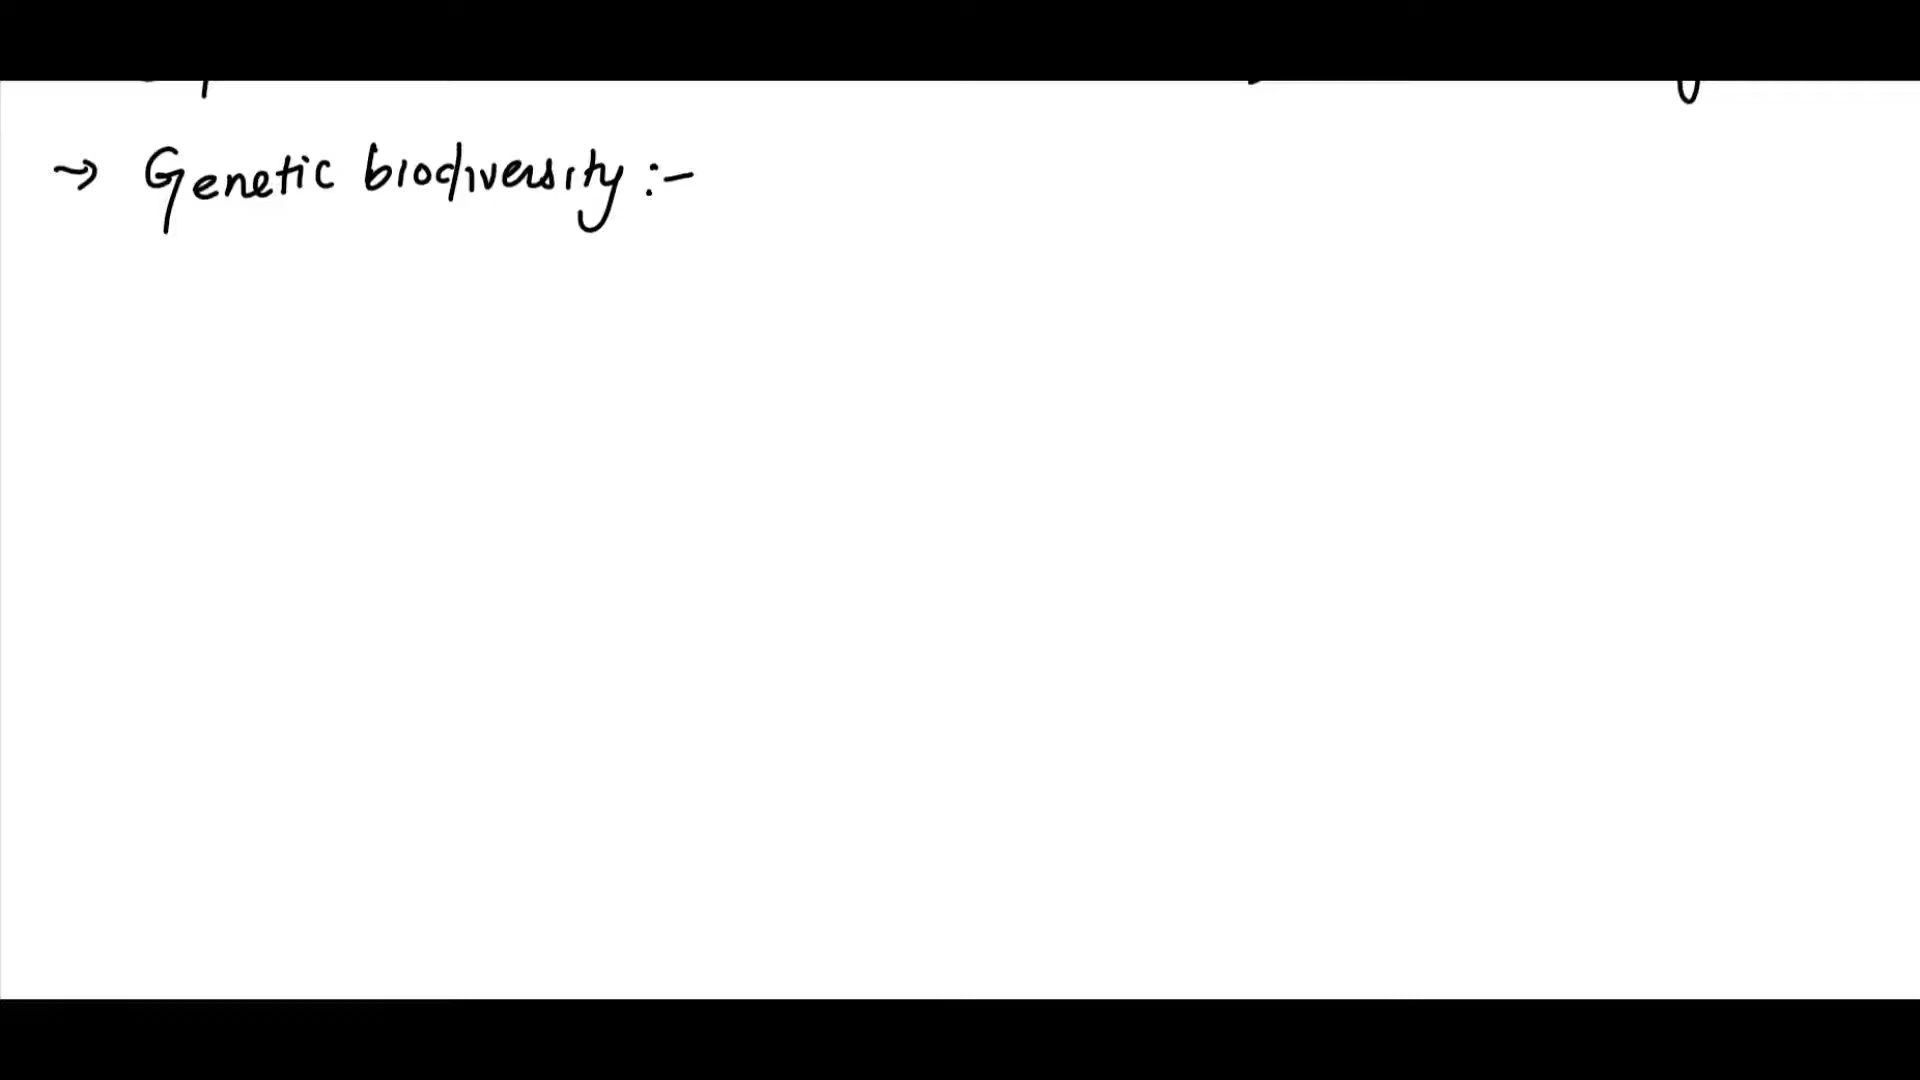 → Genetic biodiversity :-